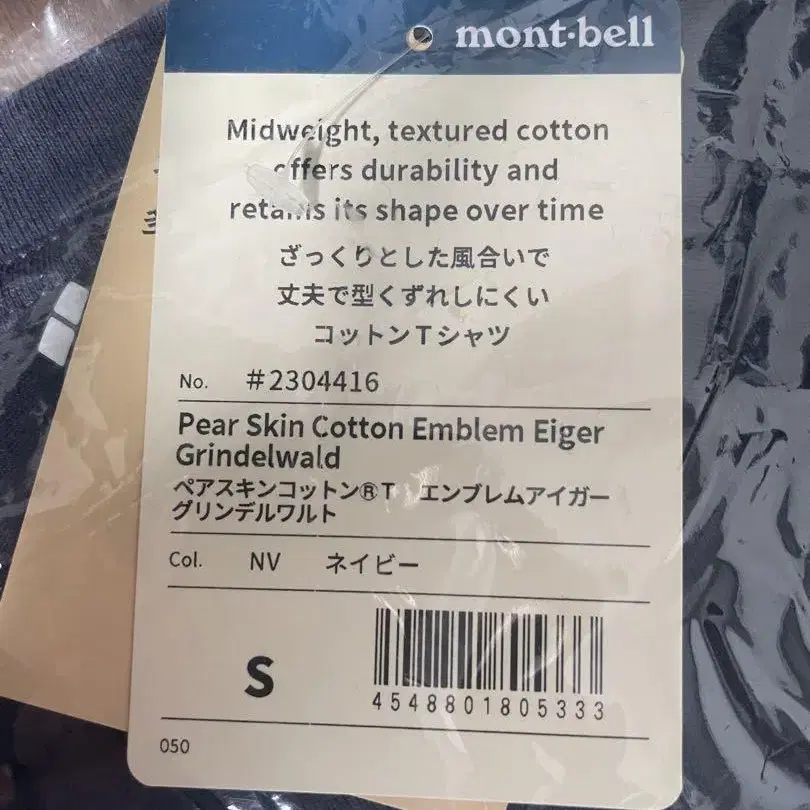 mont·bell
Midweight, textured cotton
offers durability and
retains its shape over time
ざっくりとした風合いで
丈夫で型くずれしにくい
コットンTシャツ
No. #2304416
Pear Skin Cotton Emblem Eiger
Grindelwald
ペアスキンコットン®T エンブレムアイガー
グリンデルワルト
Col. NV ネイビー
S
4548801805333
050